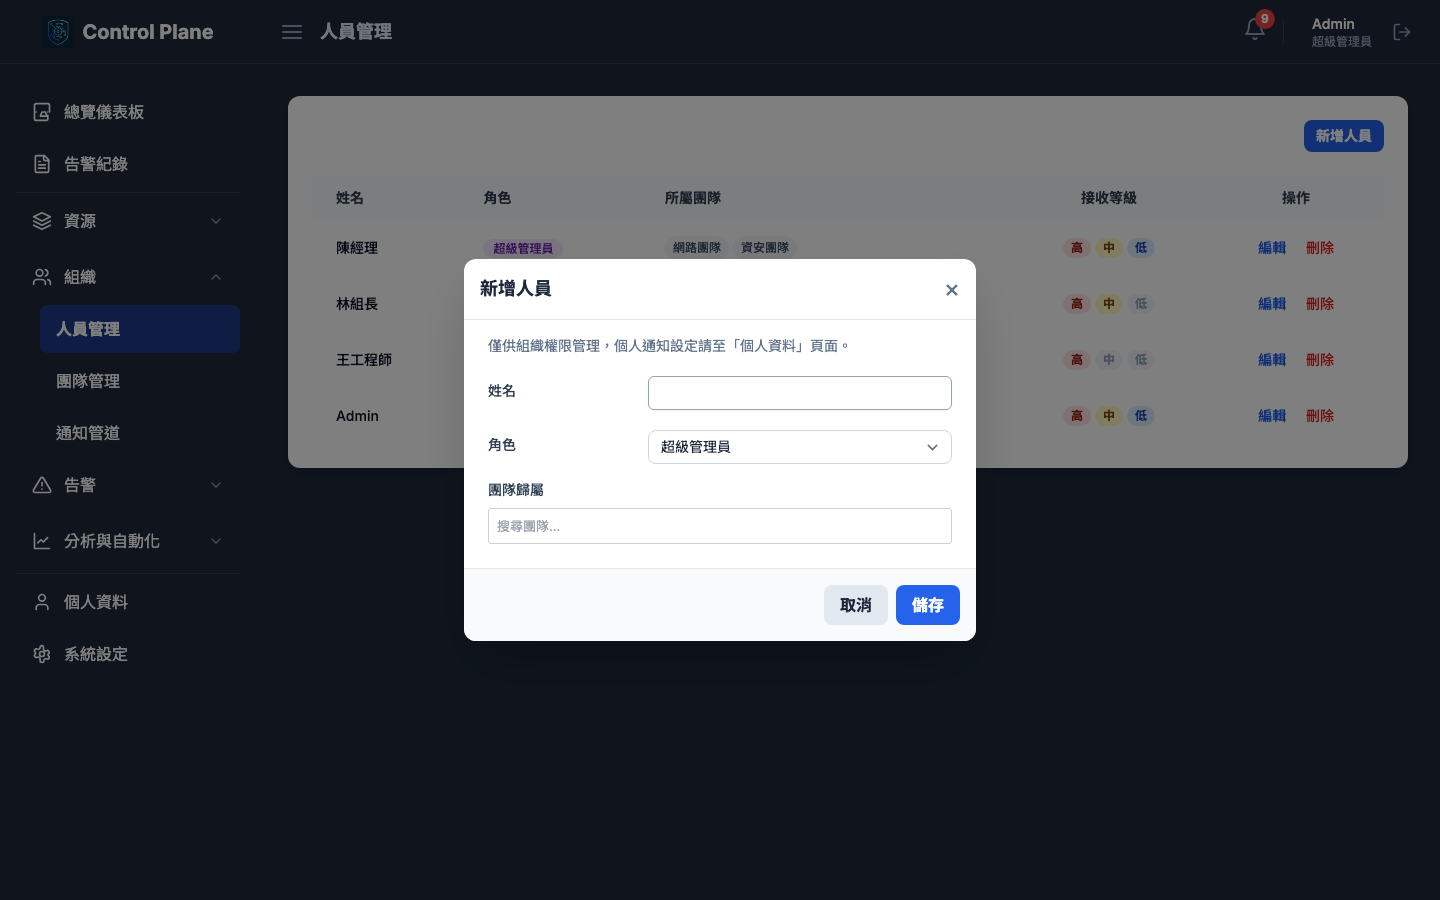 Control Plane
人員管理
9
Admin
超級管理員
總覽儀表板
告警紀錄
資源
組織
人員管理
團隊管理
通知管道
告警
分析與自動化
個人資料
系統設定
新增人員
姓名 角色 所屬團隊 接收等級 操作
陳經理 超級管理員 網路團隊 資安團隊 高 中 低 編輯 刪除
林組長 高 中 低 編輯 刪除
王工程師 高 中 低 編輯 刪除
Admin 高 中 低 編輯 刪除
新增人員
僅供組織權限管理，個人通知設定請至「個人資料」頁面。
姓名
角色 超級管理員
團隊歸屬
搜尋團隊...
取消 儲存